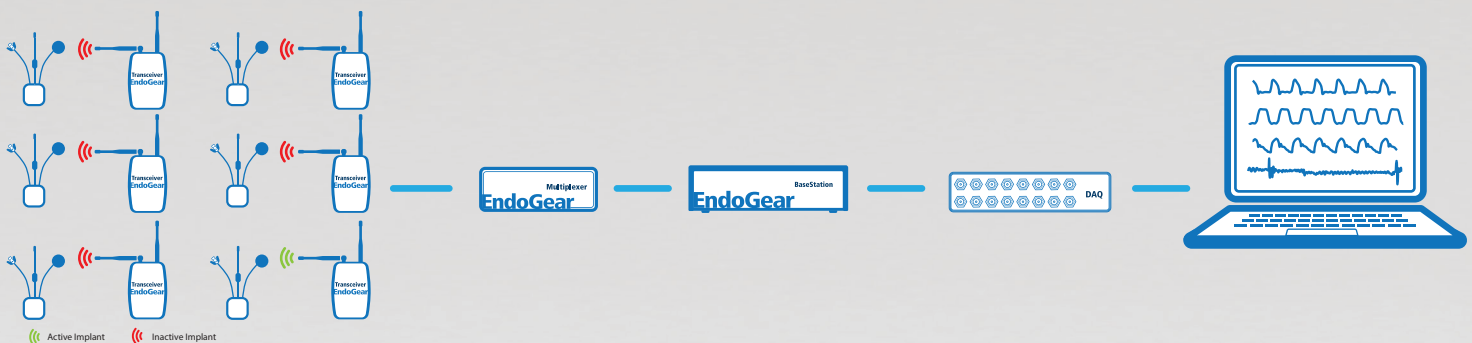 Transceiver
EndoGear
Transceiver
EndoGear
Transceiver
EndoGear
Transceiver
EndoGear
Multiplexer
EndoGear
BaseStation
EndoGear
DAQ
Transceiver
EndoGear
Transceiver
EndoGear
Active Implant
Inactive Implant